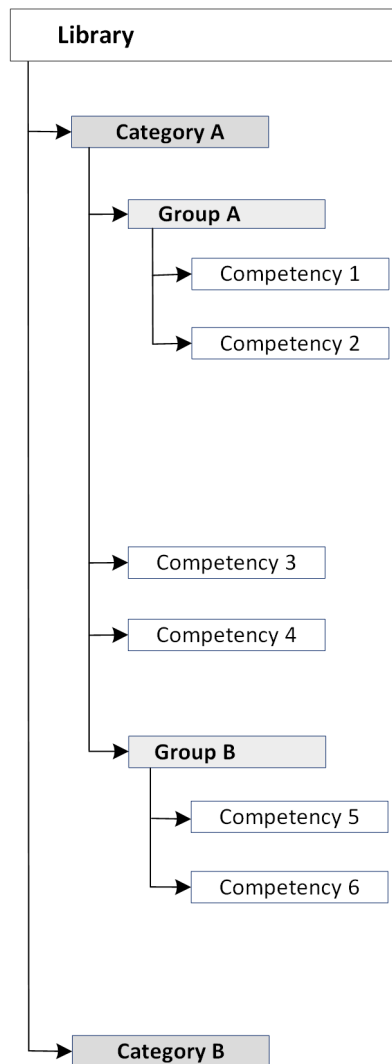 Library
Category A
Group A
Competency 1
Competency 2
Competency 3
Competency 4
Group B
Competency 5
Competency 6
Category B